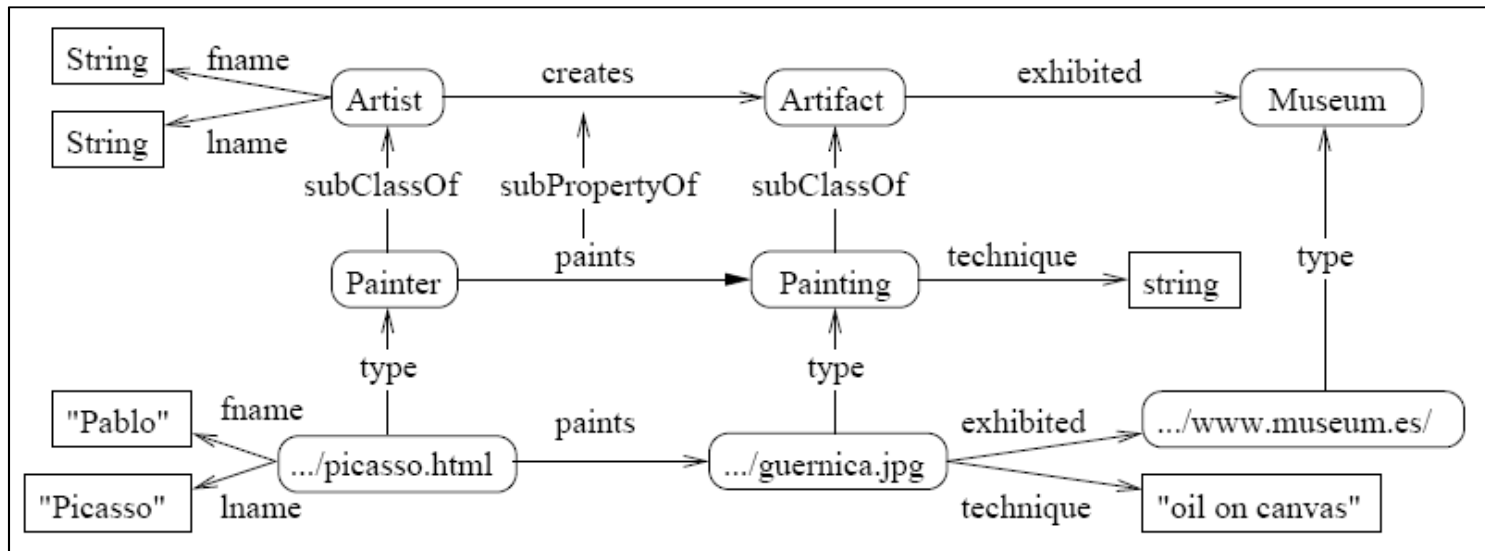 String fname creates exhibited
Artist Artifact Museum
String lname
subClassOf subPropertyOf subClassOf
paints technique type
Painter Painting string
type type
"Pablo" fname paints exhibited .../www.museum.es/
.../picasso.html .../guernica.jpg
"Picasso" lname technique "oil on canvas"